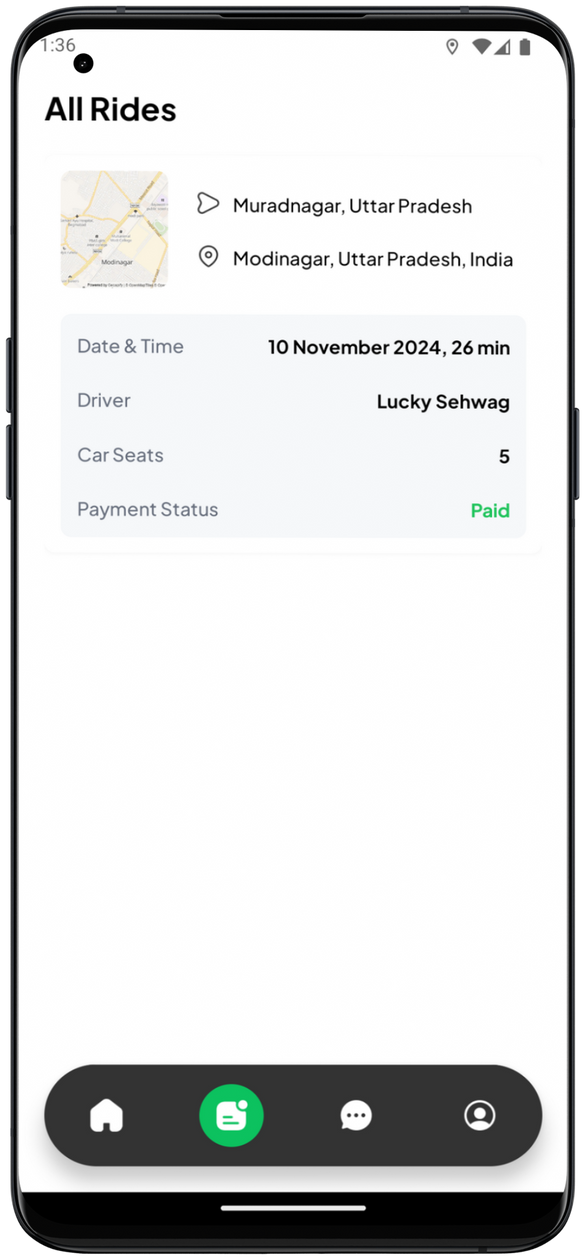 1:36
All Rides
Muradnagar, Uttar Pradesh
Modinagar, Uttar Pradesh, India
Modinagar
Date & Time
10 November 2024, 26 min
Driver
Lucky Sehwag
Car Seats
5
Payment Status
Paid